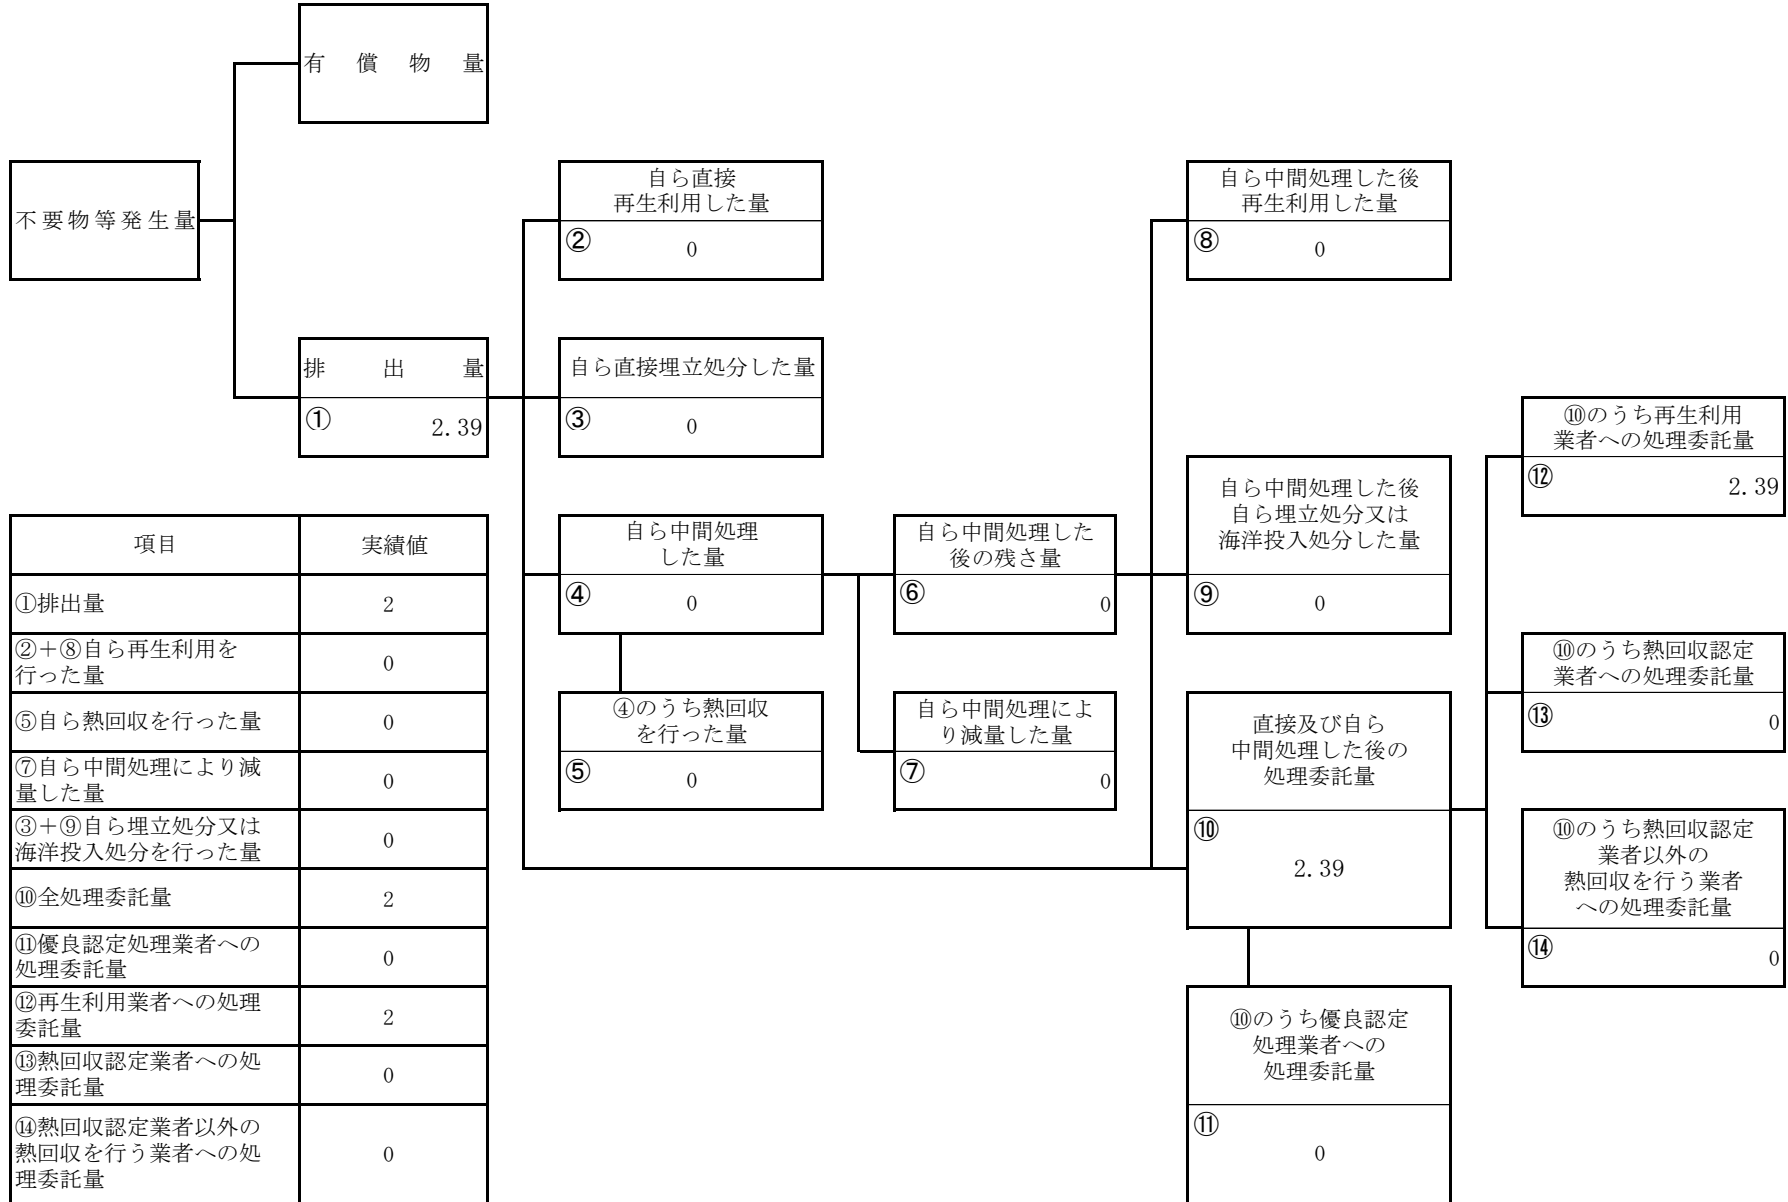 有償物量
不要物等発生量
排出量
① 2.39
自ら直接
再生利用した量
② 0
自ら直接埋立処分した量
③ 0
自ら中間処理
した量
④ 0
④のうち熱回収
を行った量
⑤ 0
自ら中間処理した
後の残さ量
⑥ 0
自ら中間処理によ
り減量した量
⑦ 0
自ら中間処理した後
再生利用した量
⑧ 0
自ら中間処理した後
自ら埋立処分又は
海洋投入処分した量
⑨ 0
直接及び自ら
中間処理した後の
処理委託量
⑩
2.39
⑩のうち優良認定
処理業者への
処理委託量
⑪
0
⑩のうち再生利用
業者への処理委託量
⑫ 2.39
⑩のうち熱回収認定
業者への処理委託量
⑬ 0
⑩のうち熱回収認定
業者以外の
熱回収を行う業者
への処理委託量
⑭ 0
項目 実績値
①排出量 2
②+⑧自ら再生利用を
行った量 0
⑤自ら熱回収を行った量 0
⑦自ら中間処理により減
量した量 0
③+⑨自ら埋立処分又は
海洋投入処分を行った量 0
⑩全処理委託量 2
⑪優良認定処理業者への
処理委託量 0
⑫再生利用業者への処理
委託量 2
⑬熱回収認定業者への処
理委託量 0
⑭熱回収認定業者以外の
熱回収を行う業者への処 0
理委託量